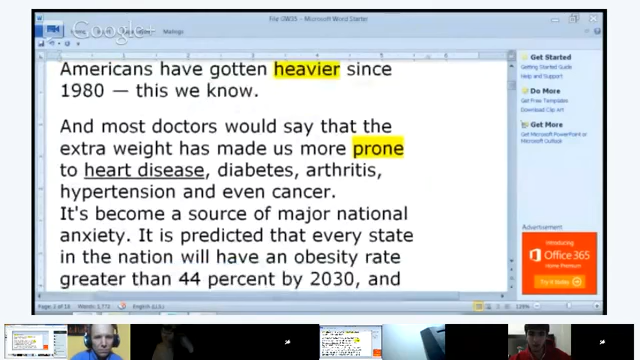 File GW35 - Microsoft Word Starter
Google+
Mailings
Americans have gotten heavier since
1980 — this we know.
And most doctors would say that the
extra weight has made us more prone
to heart disease, diabetes, arthritis,
hypertension and even cancer.
It's become a source of major national
anxiety. It is predicted that every state
in the nation will have an obesity rate
greater than 44 percent by 2030, and
Get Started
Getting Started Guide
Help and Support
Do More
Get Free Templates
Download Clip Art
Get More
Get Microsoft PowerPoint or
Microsoft Outlook
Advertisement
Introducing
Office 365
Home Premium
Try it today